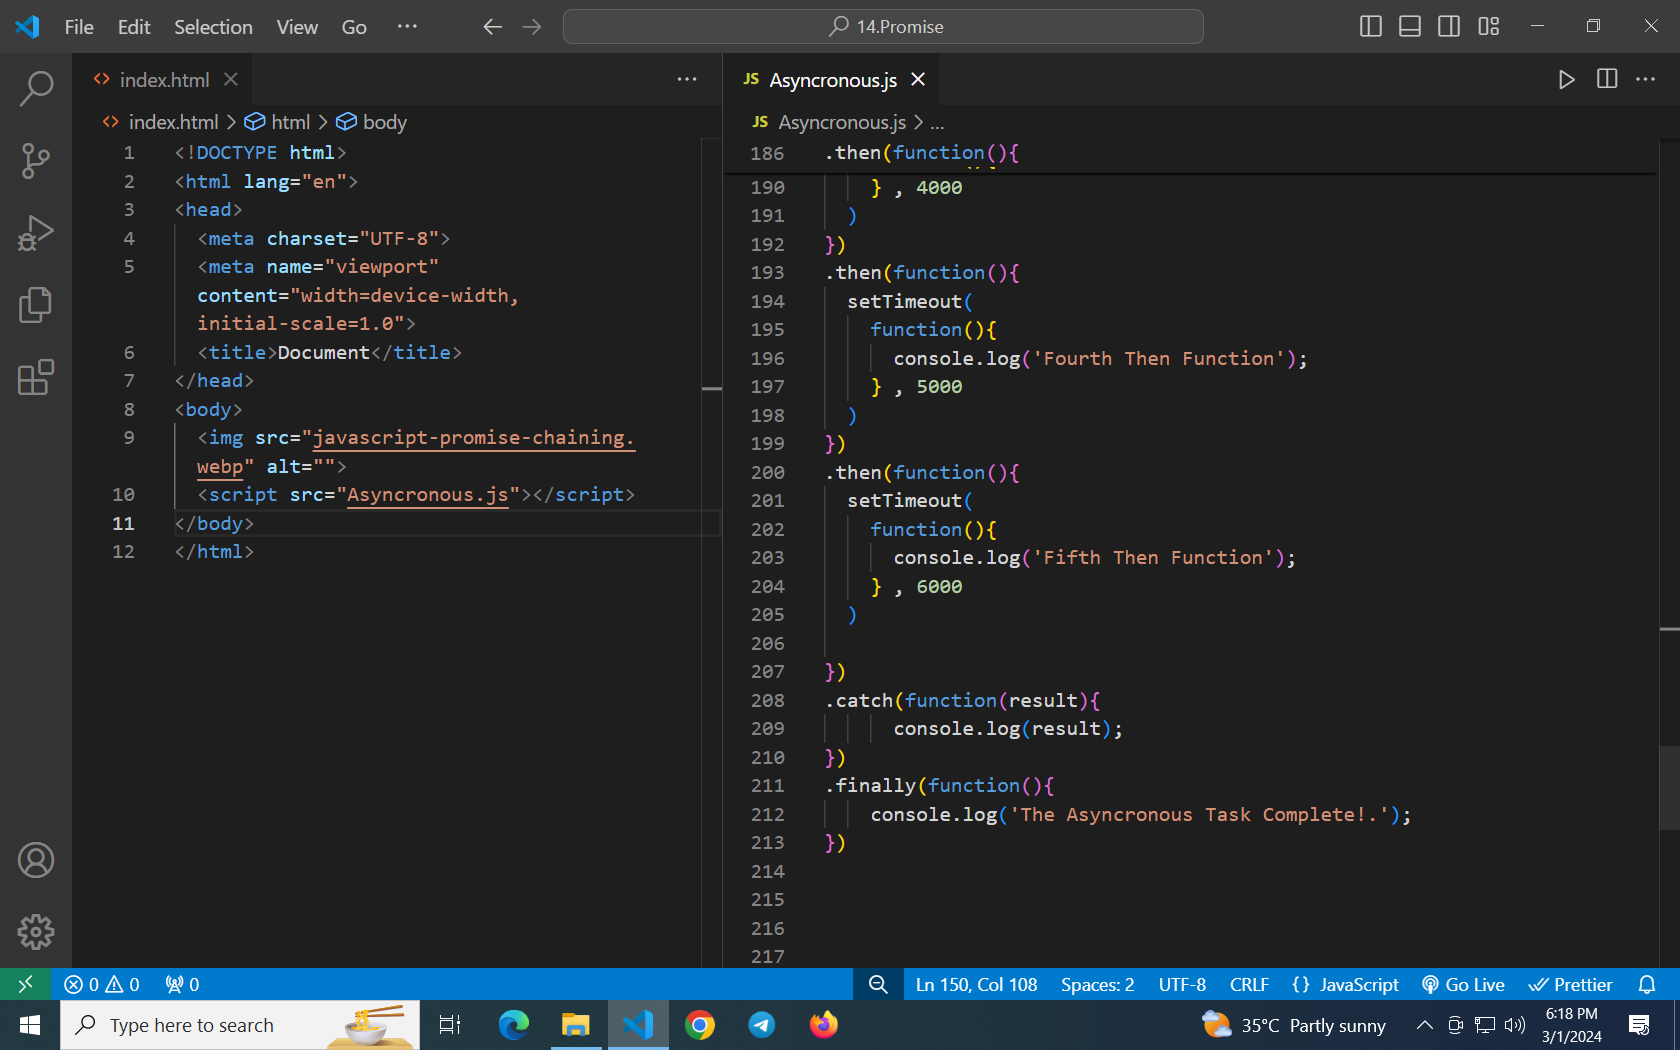 File Edit Selection View Go ··· 14.Promise
index.html
index.html > html > body
1 <!DOCTYPE html>
2 <html lang="en">
3 <head>
4 <meta charset="UTF-8">
5 <meta name="viewport"
content="width=device-width,
initial-scale=1.0">
6 <title>Document</title>
7 </head>
8 <body>
9 <img src="javascript-promise-chaining.
webp" alt="">
10 <script src="Asyncronous.js"></script>
11 </body>
12 </html>
JS Asyncronous.js
JS Asyncronous.js > ...
186 .then(function(){
190 } , 4000
191 )
192 })
193 .then(function(){
194 setTimeout(
195 function(){
196 console.log('Fourth Then Function');
197 } , 5000
198 )
199 })
200 .then(function(){
201 setTimeout(
202 function(){
203 console.log('Fifth Then Function');
204 } , 6000
205 )
206
207 })
208 .catch(function(result){
209 console.log(result);
210 })
211 .finally(function(){
212 console.log('The Asyncronous Task Complete!.');
213 })
214
215
216
217
0 0 0 Ln 150, Col 108 Spaces: 2 UTF-8 CRLF {} JavaScript Go Live Prettier
Type here to search 35°C Partly sunny 6:18 PM
3/1/2024